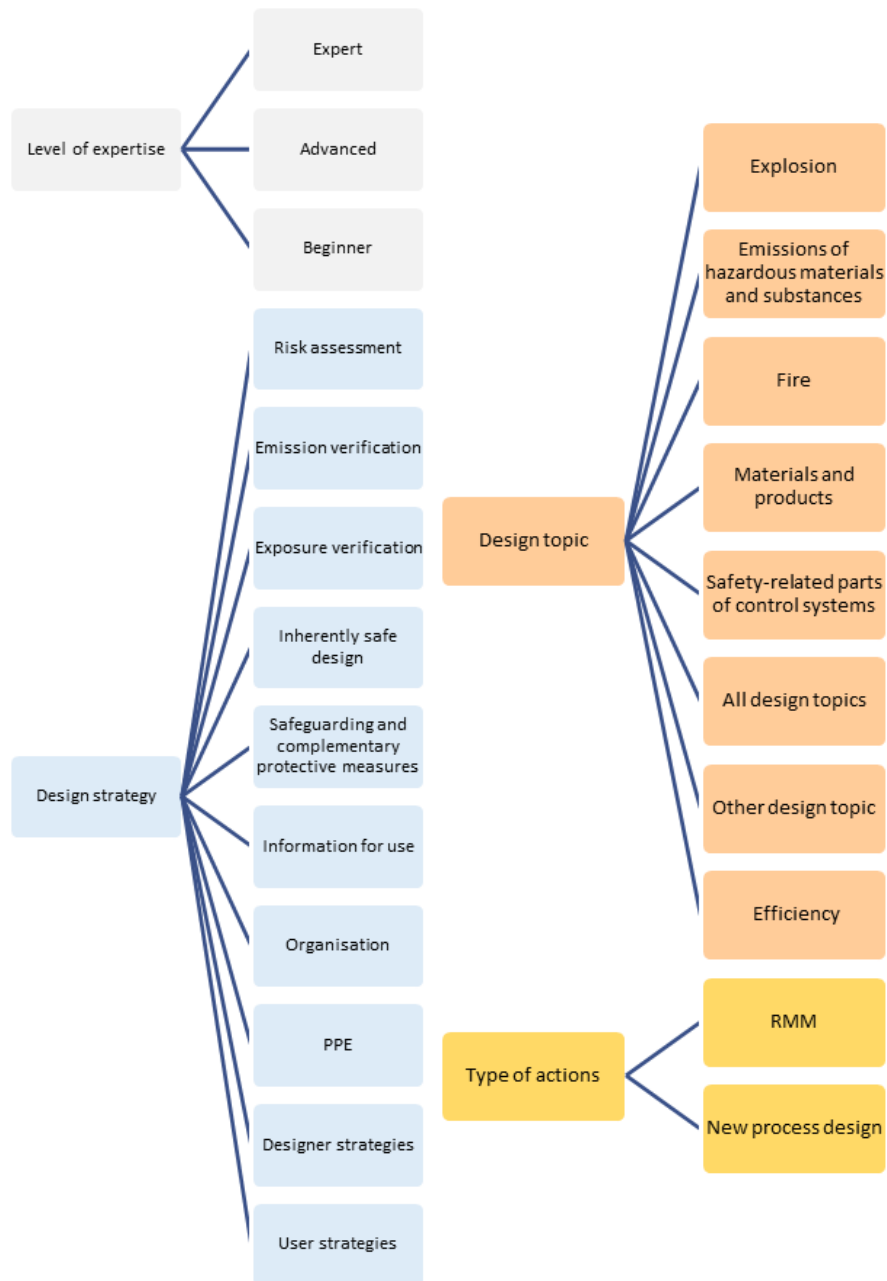 Level of expertise
Expert
Advanced
Beginner
Design strategy
Risk assessment
Emission verification
Exposure verification
Inherently safe
design
Safeguarding and
complementary
protective measures
Information for use
Organisation
PPE
Designer strategies
User strategies
Design topic
Explosion
Emissions of
hazardous materials
and substances
Fire
Materials and
products
Safety-related parts
of control systems
All design topics
Other design topic
Efficiency
Type of actions
RMM
New process design